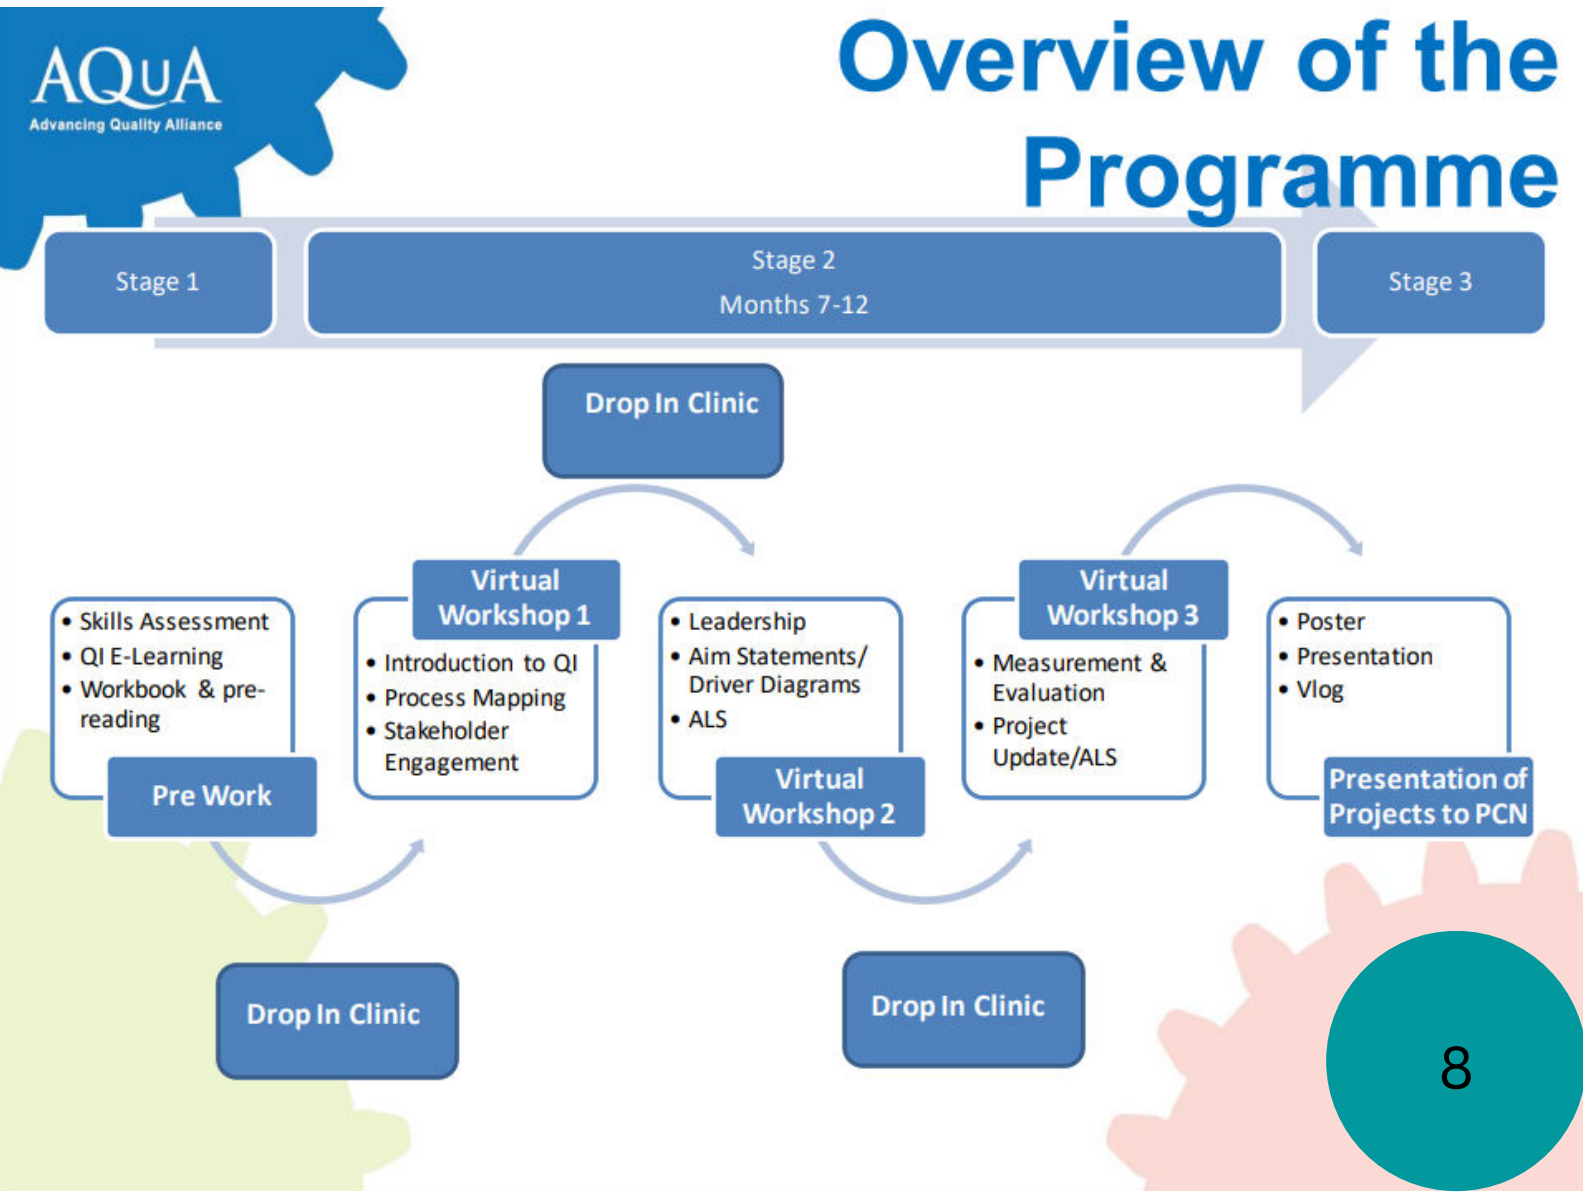 AQuA
Advancing Quality Alliance
Overview of the
Programme
Stage 1
Stage 2
Months 7-12
Stage 3
Drop In Clinic
• Skills Assessment
• QI E-Learning
• Workbook & pre-
reading
Pre Work
Virtual
Workshop 1
• Introduction to QI
• Process Mapping
• Stakeholder
Engagement
• Leadership
• Aim Statements/
Driver Diagrams
• ALS
Virtual
Workshop 2
Virtual
Workshop 3
• Measurement &
Evaluation
• Project
Update/ALS
• Poster
• Presentation
• Vlog
Presentation of
Projects to PCN
Drop In Clinic
Drop In Clinic
8